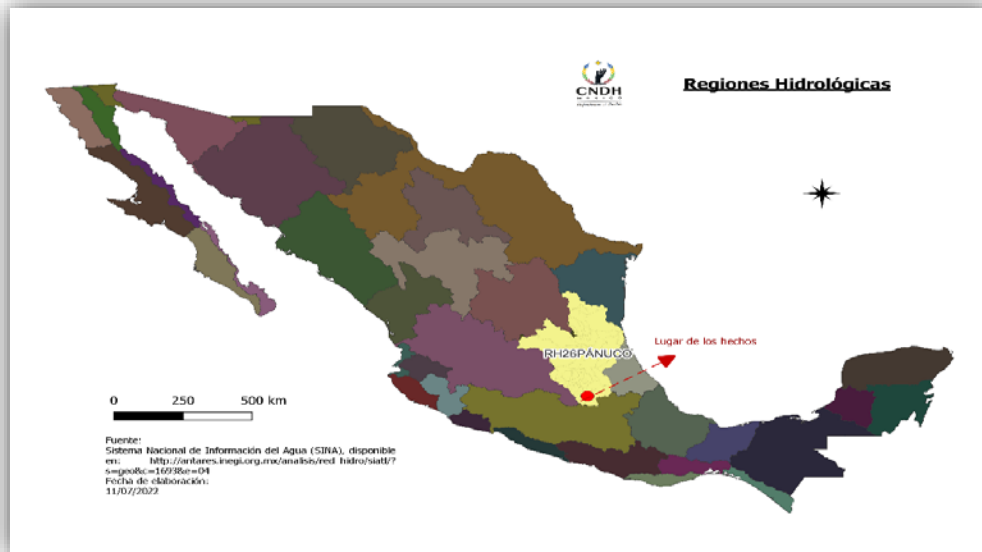 CNDH
MÉXICO
Regiones Hidrológicas
Lugar de los hechos
RH26PÁNUCO
0 250 500 km
Fuente:
Sistema Nacional de Información del Agua (SINA), disponible
en: http://antares.inegi.org.mx/analisis/red_hidro/siatl/?
s=geo&c=1693&e=04
Fecha de elaboración:
11/07/2022